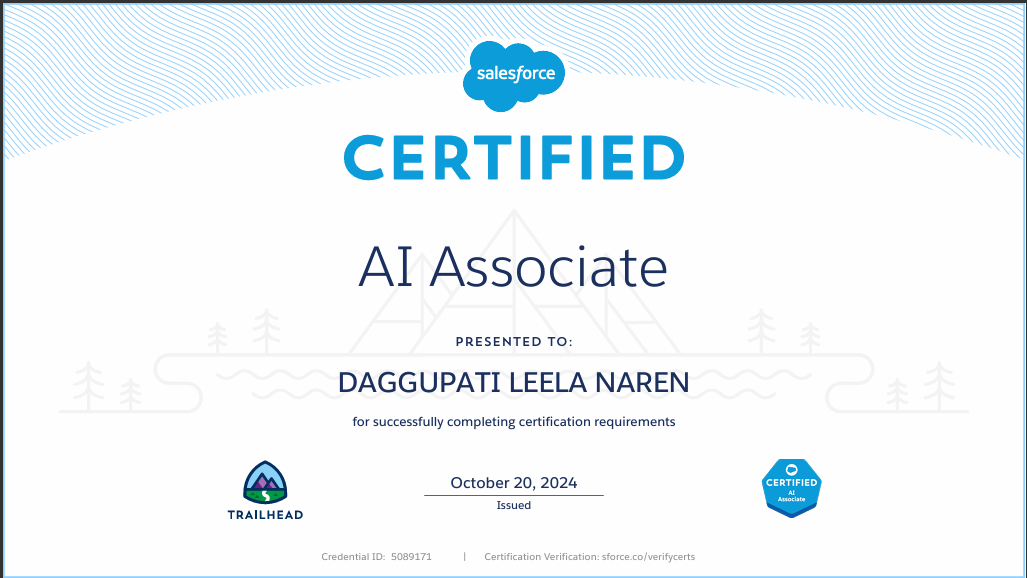 salesforce
CERTIFIED
AI Associate
PRESENTED TO:
DAGGUPATI LEELA NAREN
for successfully completing certification requirements
TRAILHEAD
October 20, 2024
Issued
CERTIFIED
AI
Associate
Credential ID: 5089171 | Certification Verification: sforce.co/verifycerts